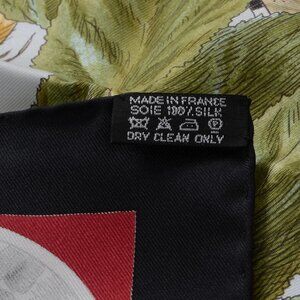 MADE IN FRANCE
SOIE 100% SILK
DRY CLEAN ONLY